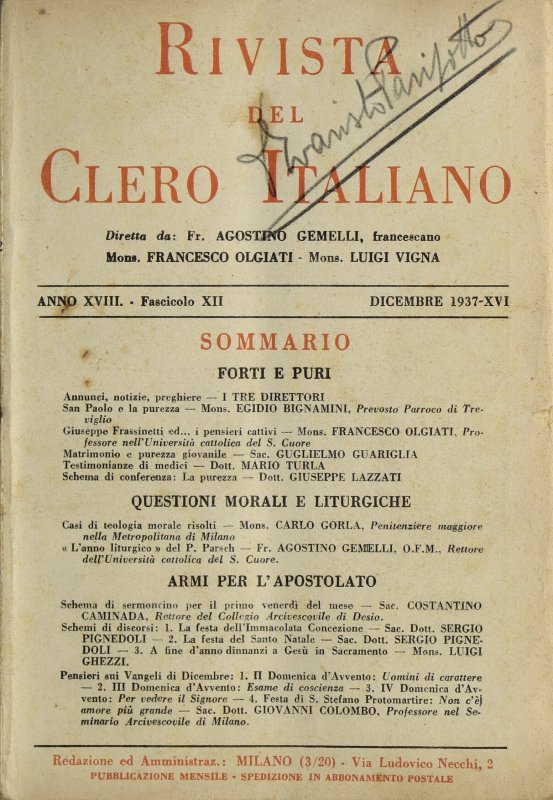 RIVISTA
DEL
CLERO ITALIANO
Diretta da: Fr. AGOSTINO GEMELLI, francescano
Mons. FRANCESCO OLGIATI - Mons. LUIGI VIGNA
ANNO XVIII. - Fascicolo XII DICEMBRE 1937-XVI
SOMMARIO
FORTI E PURI
Annunci, notizie, preghiere — I TRE DIRETTORI
San Paolo e la purezza — Mons. EGIDIO BIGNAMINI, Prevosto Parroco di Tre-
viglio
Giuseppe Frassinetti ed... i pensieri cattivi — Mons. FRANCESCO OLGIATI, Pro-
fessore nell'Università cattolica del S. Cuore
Matrimonio e purezza giovanile — Sac. GUGLIELMO GUARIGLIA
Testimonianze di medici — Dott. MARIO TURLA
Schema di conferenza: La purezza — Dott. GIUSEPPE LAZZATI
QUESTIONI MORALI E LITURGICHE
Casi di teologia morale risolti — Mons. CARLO GORLA, Penitenziere maggiore
nella Metropolitana di Milano
« L'anno liturgico » del P. Parsch — Fr. AGOSTINO GEMELLI, O.F.M., Rettore
dell'Università cattolica del S. Cuore.
ARMI PER L'APOSTOLATO
Schema di sermoncino per il primo venerdì del mese — Sac. COSTANTINO
CAMINADA, Rettore del Collegio Arcivescovile di Desio.
Schemi di discorsi: 1. La festa dell'Immacolata Concezione — Sac. Dott. SERGIO
PIGNEDOLI — 2. La festa del Santo Natale — Sac. Dott. SERGIO PIGNE-
DOLI — 3. A fine d'anno dinnanzi a Gesù in Sacramento — Mons. LUIGI
GHEZZI.
Pensieri sui Vangeli di Dicembre: 1. II Domenica d'Avvento: Uomini di carattere
— 2. III Domenica d'Avvento: Esame di coscienza — 3. IV Domenica d'Av-
vento: Per vedere il Signore — 4. Festa di S. Stefano Protomartire: Non c'è
amore più grande — Sac. Dott. GIOVANNI COLOMBO, Professore nel Se-
minario Arcivescovile di Milano.
Redazione ed Amministraz.: MILANO (3/20) - Via Ludovico Necchi, 2
PUBBLICAZIONE MENSILE - SPEDIZIONE IN ABBONAMENTO POSTALE